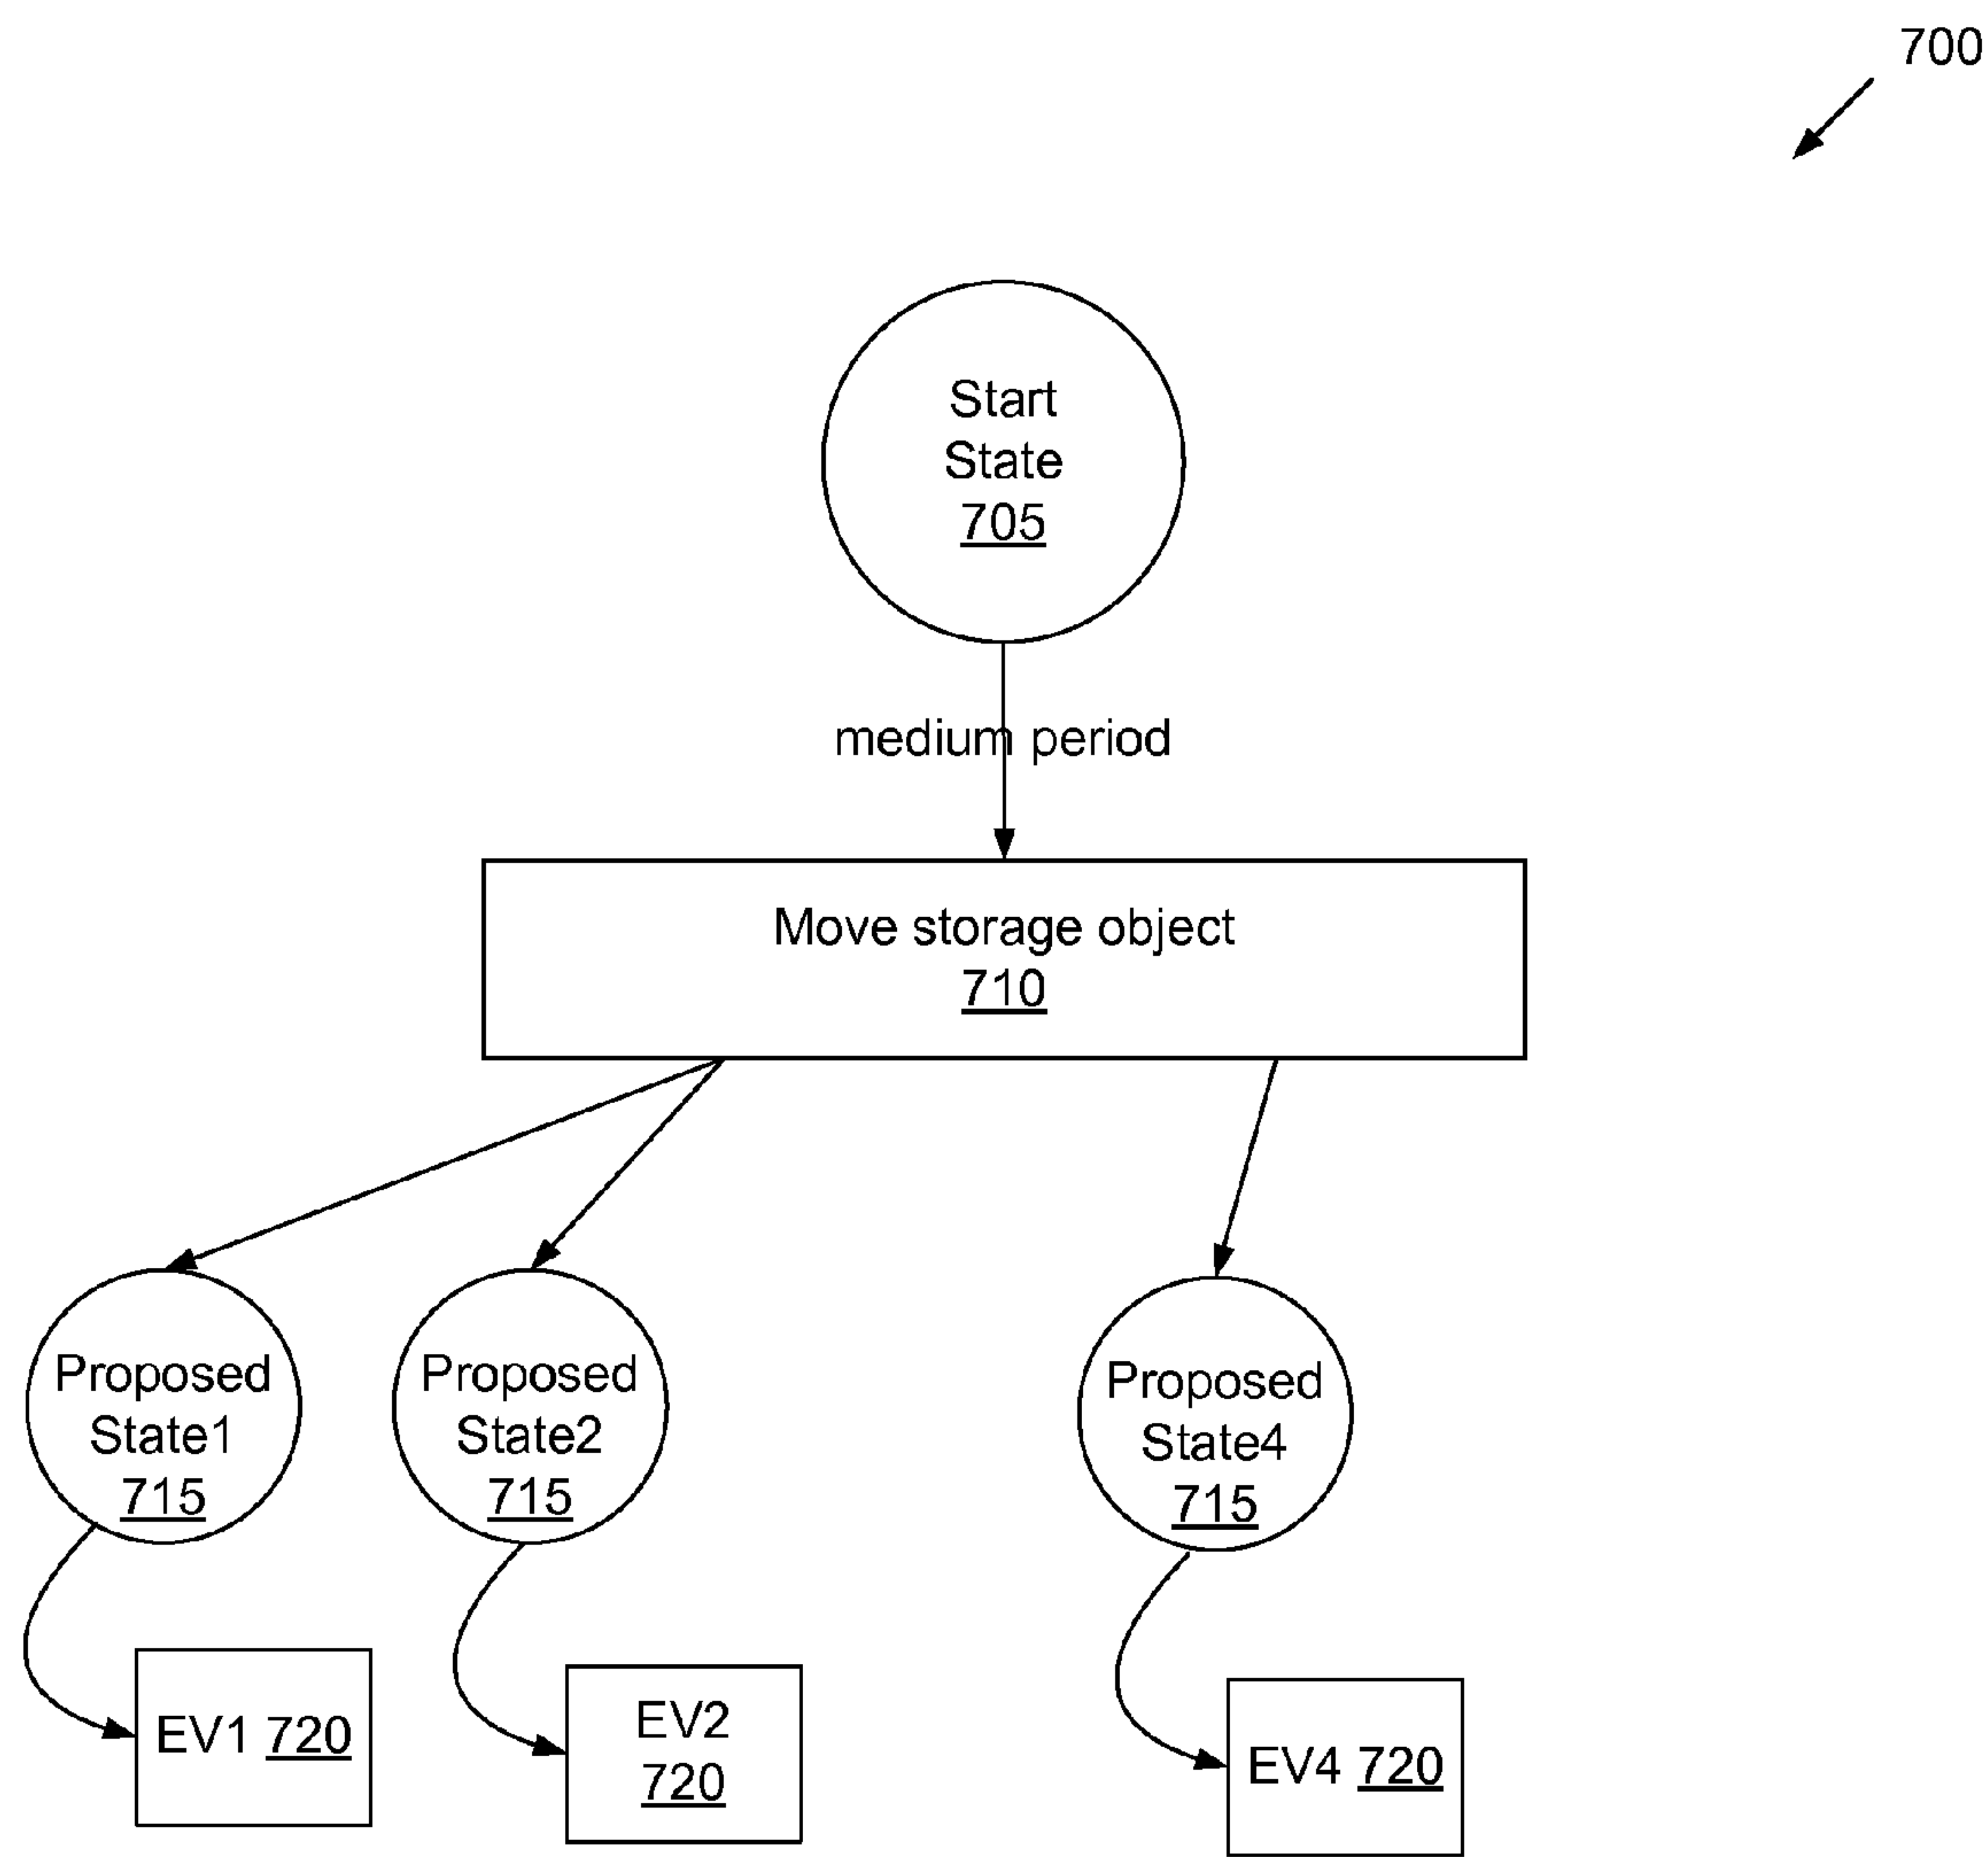 700
Start
State
705
medium period
Move storage object
710
Proposed
State1
715
Proposed
State2
715
Proposed
State4
715
EV1 720
EV2
720
EV4 720